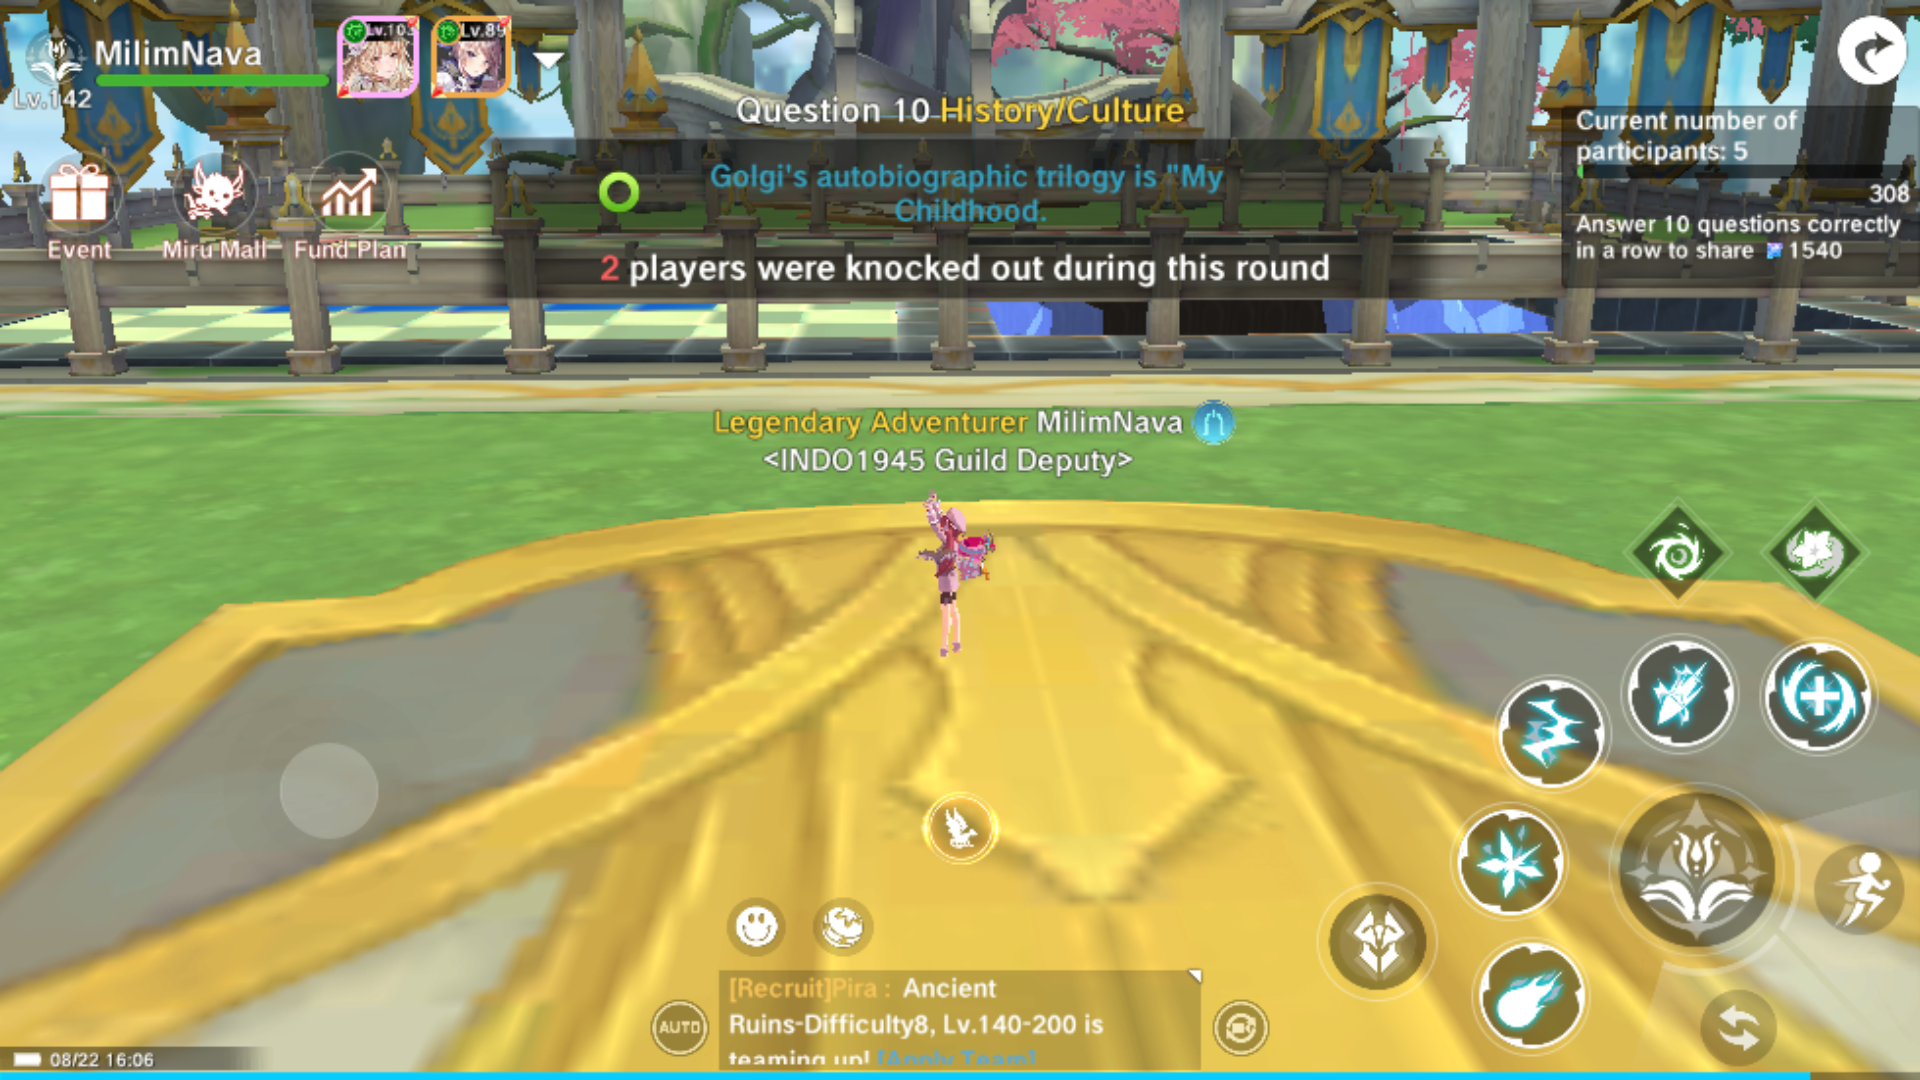 MilimNava
Lv.142
Lv.103
Lv.89
Event
Miru Mall
Fund Plan
Question 10 History/Culture
Golgi's autobiographic trilogy is "My
Childhood.
2 players were knocked out during this round
Current number of
participants: 5
308
Answer 10 questions correctly
in a row to share 1540
Legendary Adventurer MilimNava
<INDO1945 Guild Deputy>
AUTO
[Recruit]Pira : Ancient
Ruins-Difficulty8, Lv.140-200 is
teaming up! [Apply Team]
08/22 16:06